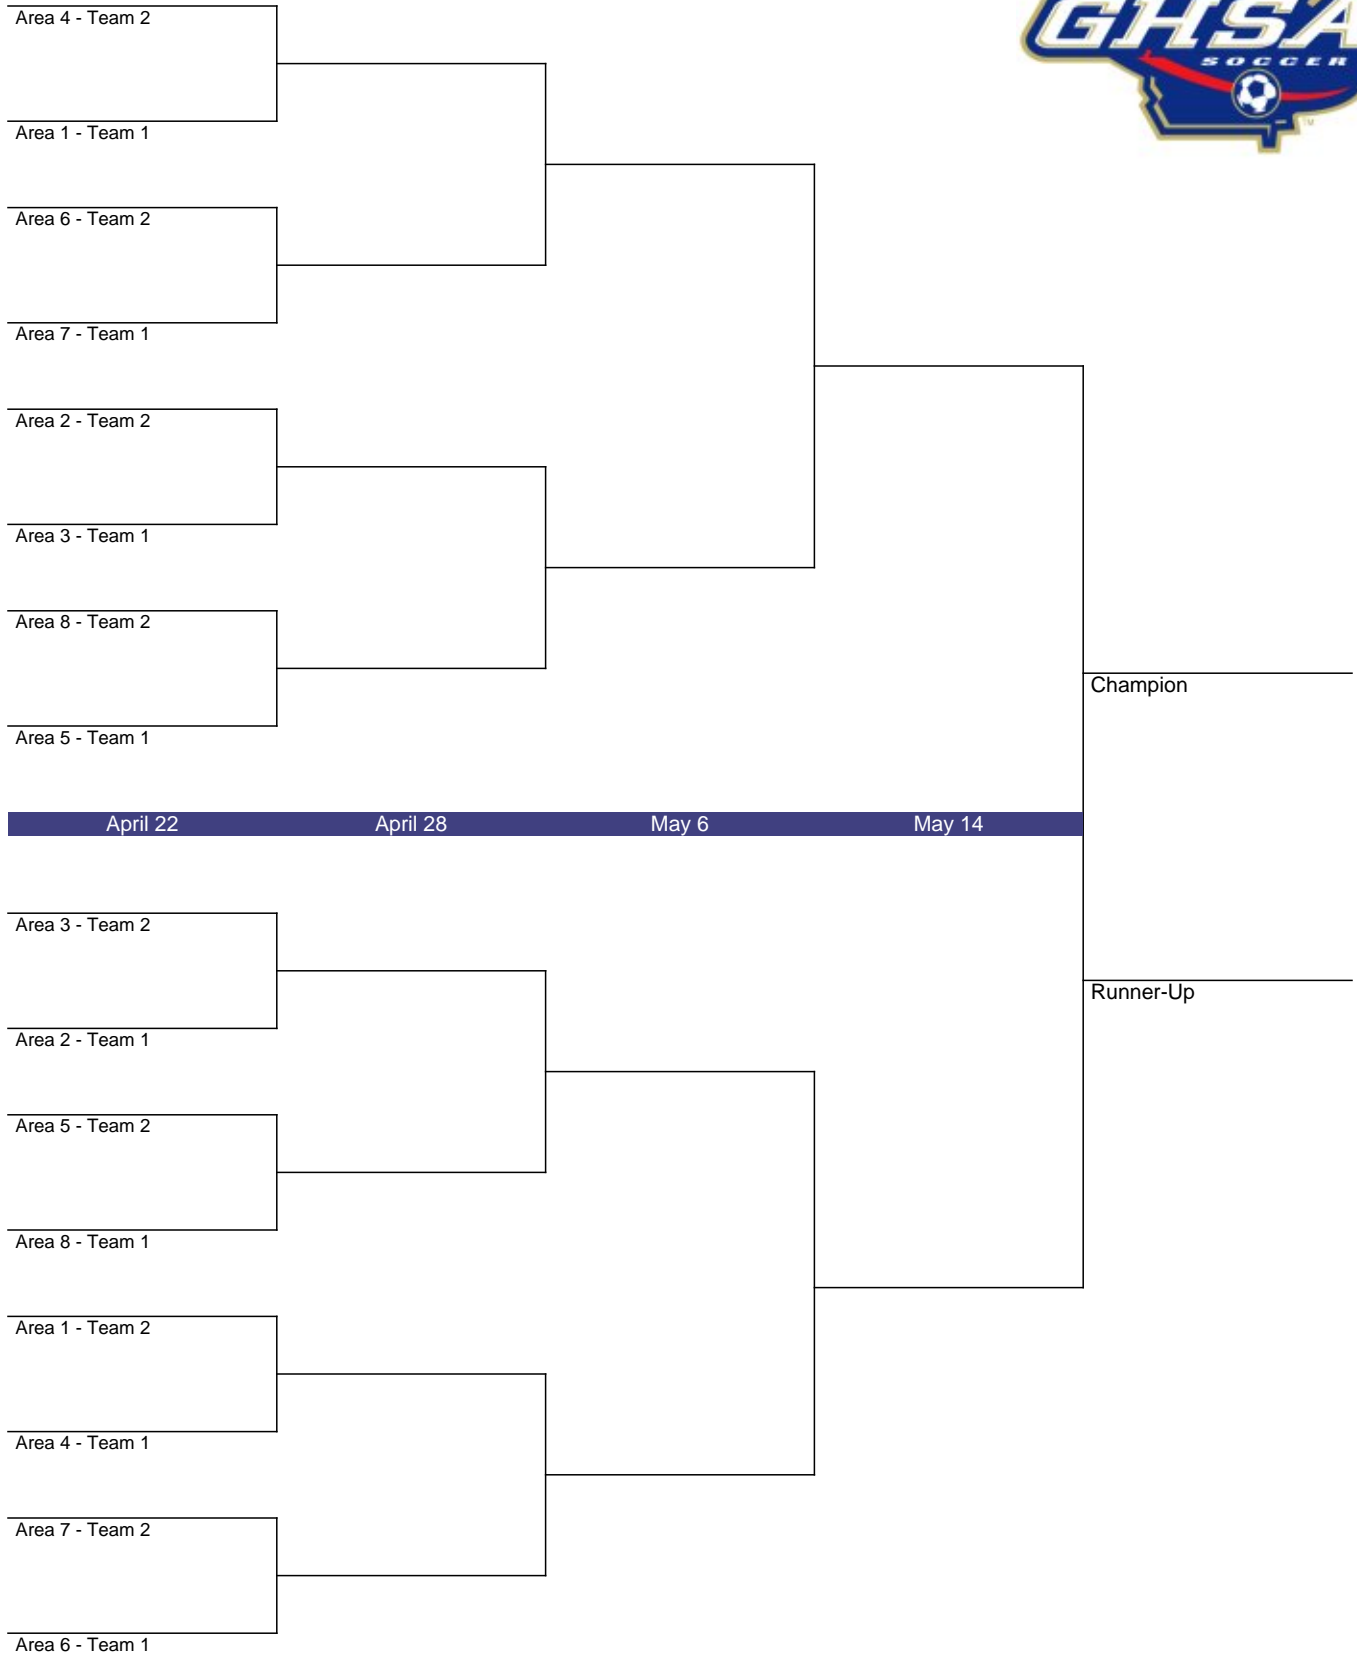 GHSA
SOCCER
TM
Area 4 - Team 2
Area 1 - Team 1
Area 6 - Team 2
Area 7 - Team 1
Area 2 - Team 2
Area 3 - Team 1
Area 8 - Team 2
Area 5 - Team 1
Champion
April 22 April 28 May 6 May 14
Area 3 - Team 2
Runner-Up
Area 2 - Team 1
Area 5 - Team 2
Area 8 - Team 1
Area 1 - Team 2
Area 4 - Team 1
Area 7 - Team 2
Area 6 - Team 1